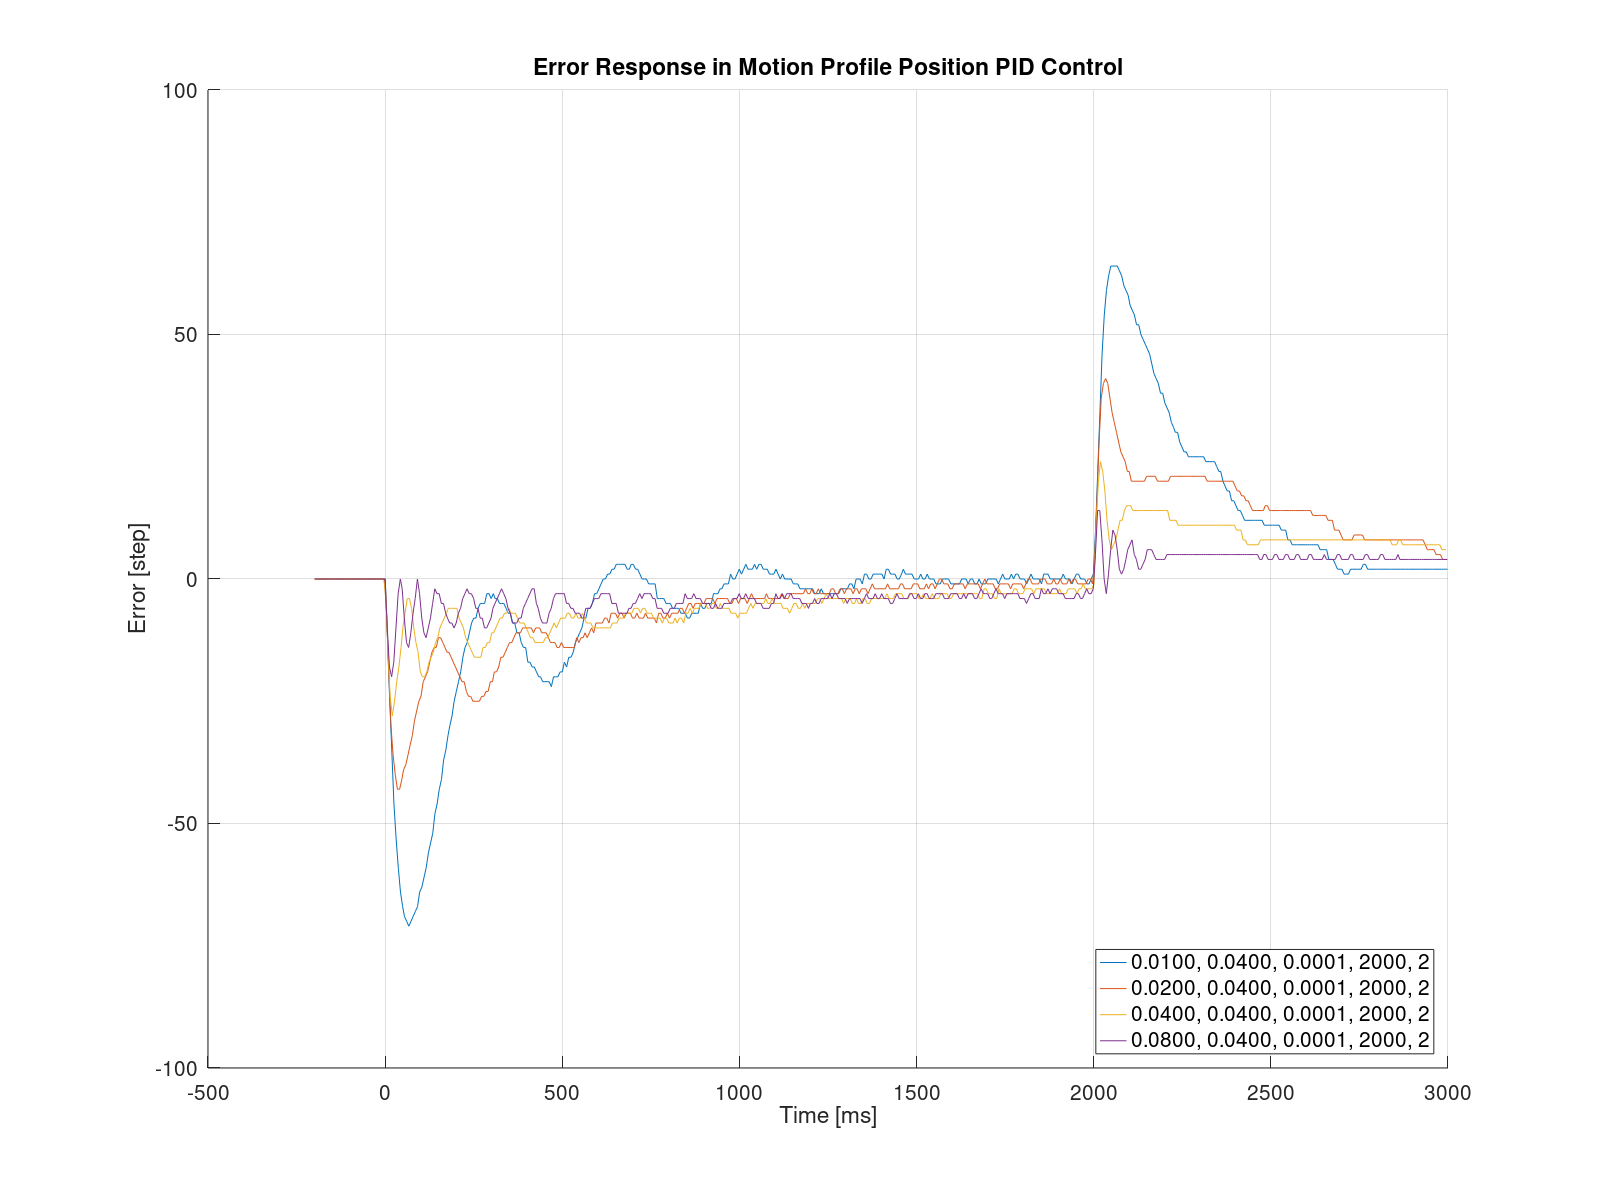 Error Response in Motion Profile Position PID Control
100
50
0
-50
-100
Error [step]
-500
0
500
1000
1500
2000
2500
3000
Time [ms]
0.0100, 0.0400, 0.0001, 2000, 2
0.0200, 0.0400, 0.0001, 2000, 2
0.0400, 0.0400, 0.0001, 2000, 2
0.0800, 0.0400, 0.0001, 2000, 2